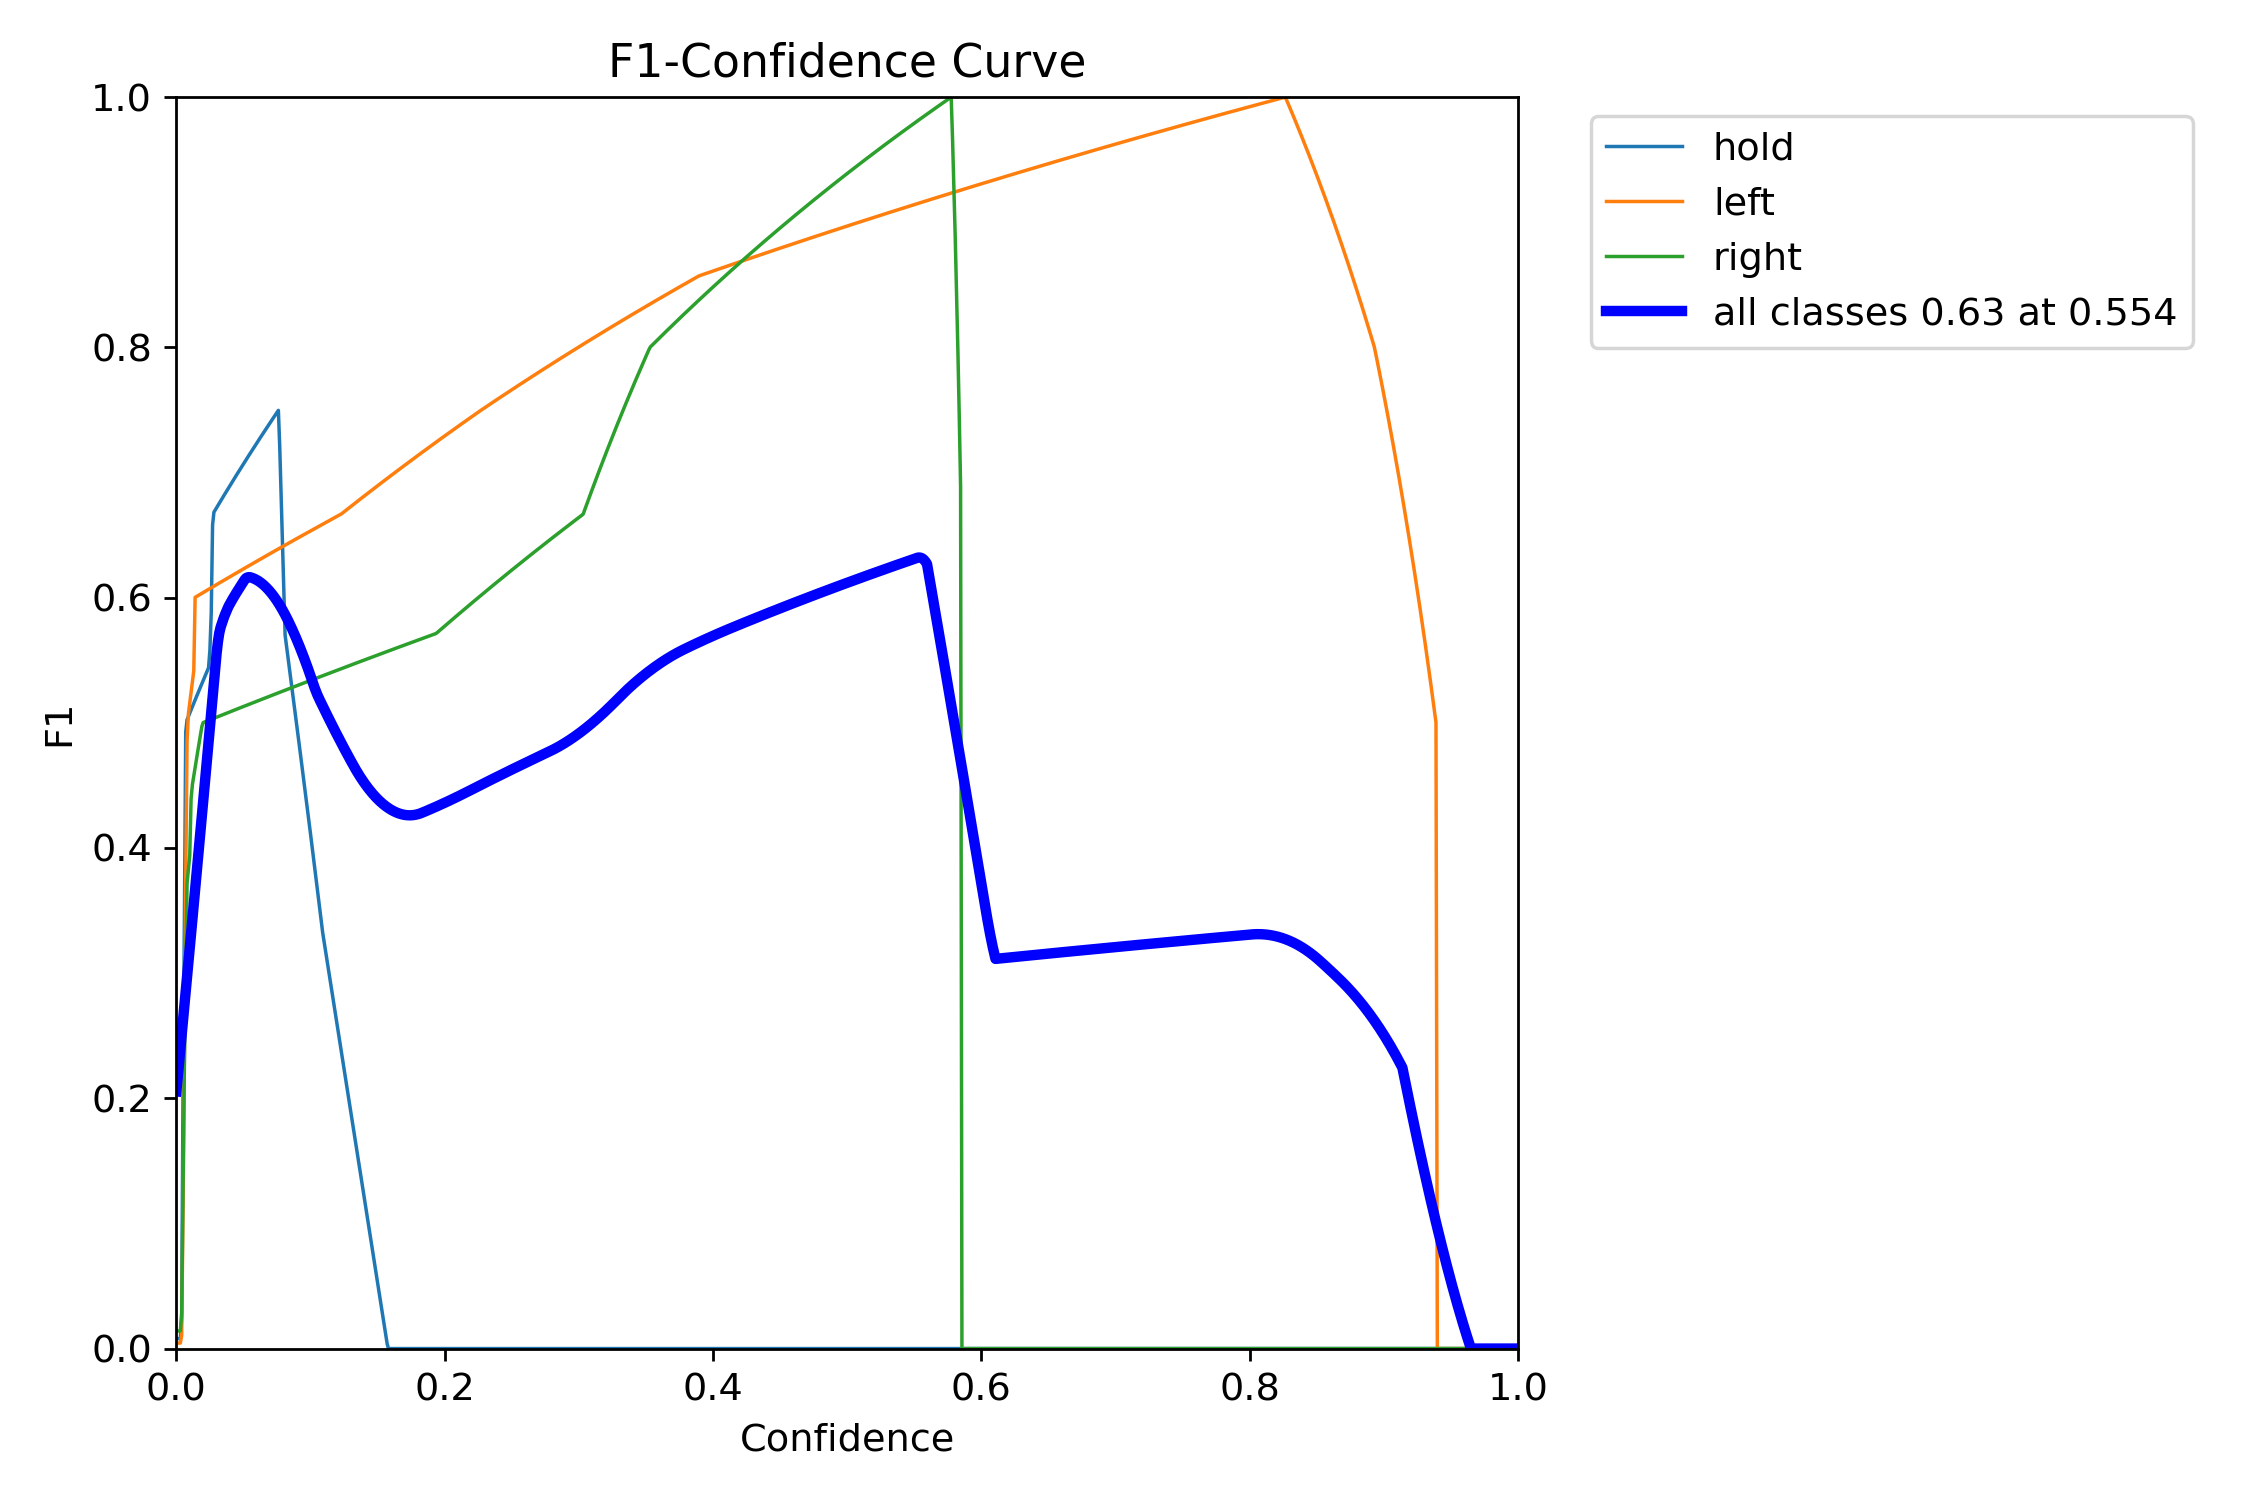 F1-Confidence Curve
1.0
0.8
0.6
0.4
0.2
0.0
F1
0.0 0.2 0.4 0.6 0.8 1.0
Confidence
hold
left
right
all classes 0.63 at 0.554